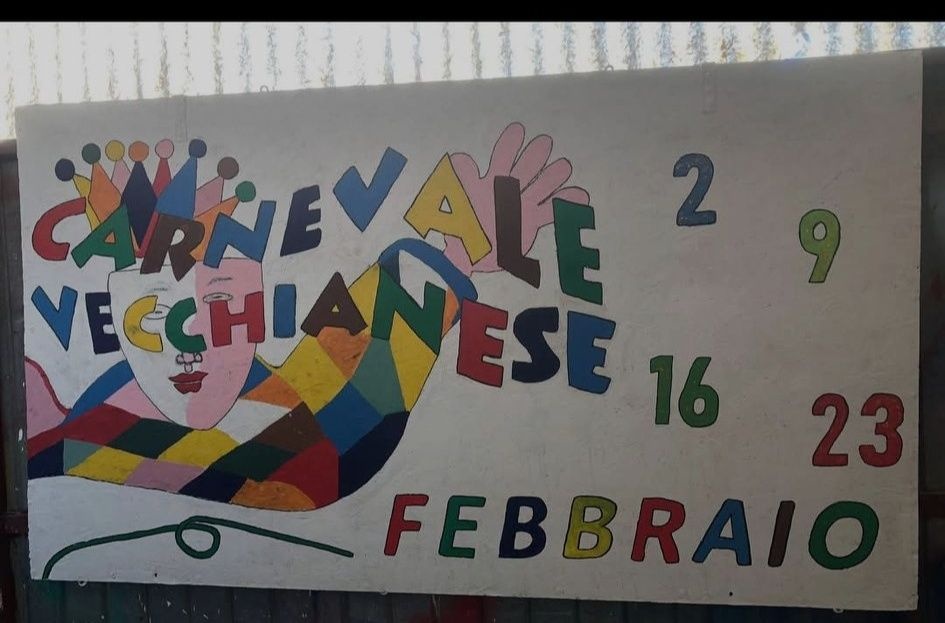 CARNEVALE
VECCHIANESE
2
9
16
23
FEBBRAIO